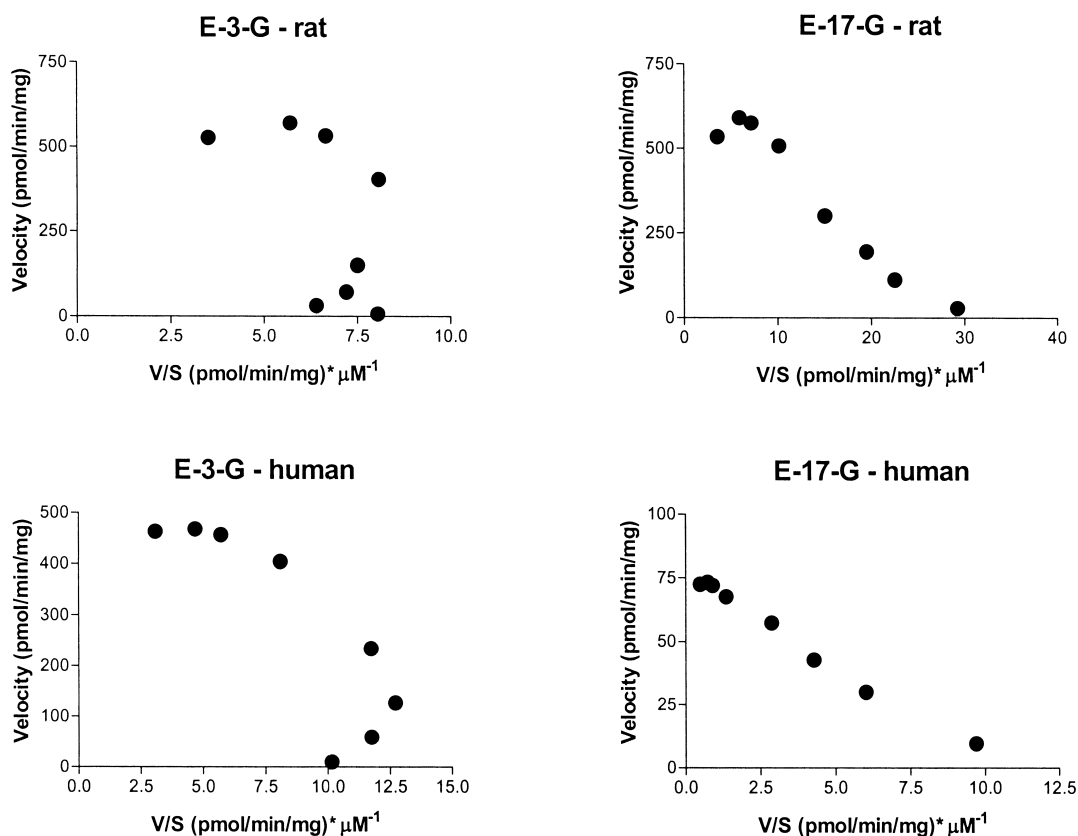 E-3-G - rat
Velocity (pmol/min/mg)
750
500
250
0
0.0 2.5 5.0 7.5 10.0
V/S (pmol/min/mg)* μM⁻¹
E-17-G - rat
Velocity (pmol/min/mg)
750
500
250
0
0 10 20 30 40
V/S (pmol/min/mg)* μM⁻¹
E-3-G - human
Velocity (pmol/min/mg)
500
400
300
200
100
0
0.0 2.5 5.0 7.5 10.0 12.5 15.0
V/S (pmol/min/mg)* μM⁻¹
E-17-G - human
Velocity (pmol/min/mg)
100
75
50
25
0
0.0 2.5 5.0 7.5 10.0 12.5
V/S (pmol/min/mg)* μM⁻¹